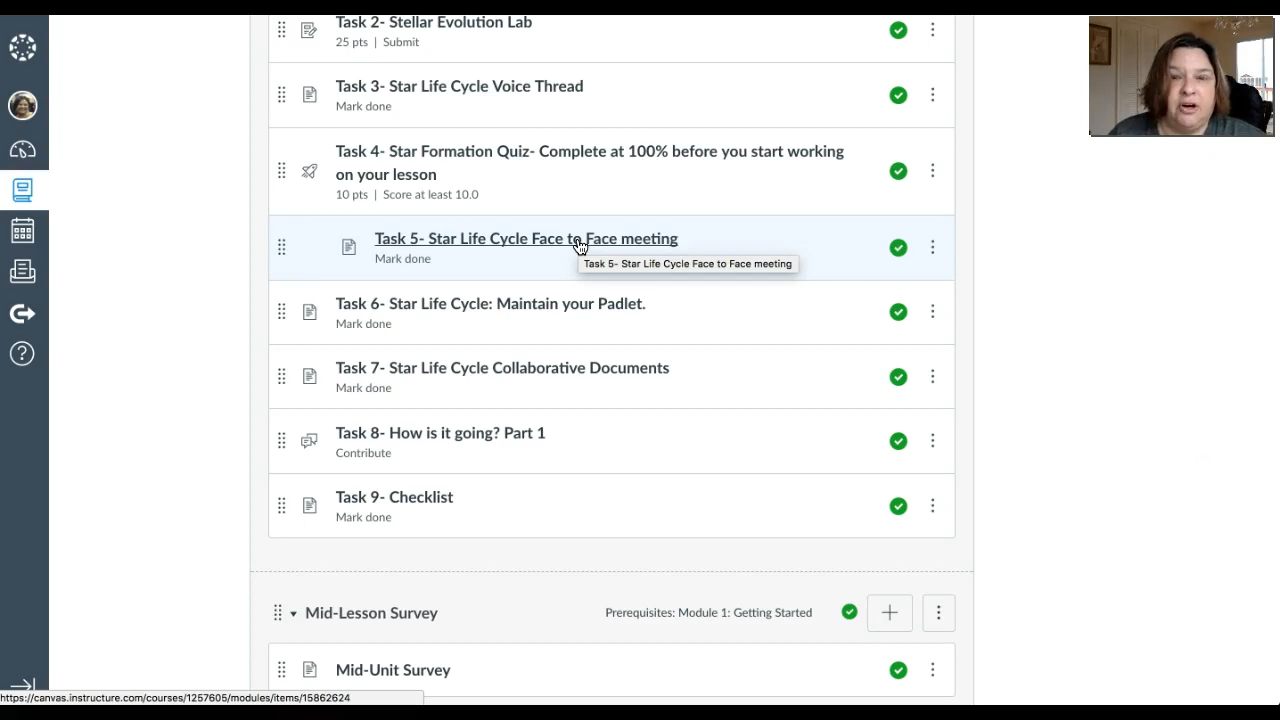 Task 2- Stellar Evolution Lab
25 pts | Submit
Task 3- Star Life Cycle Voice Thread
Mark done
Task 4- Star Formation Quiz- Complete at 100% before you start working
on your lesson
10 pts | Score at least 10.0
Task 5- Star Life Cycle Face to Face meeting
Mark done
Task 5- Star Life Cycle Face to Face meeting
Task 6- Star Life Cycle: Maintain your Padlet.
Mark done
Task 7- Star Life Cycle Collaborative Documents
Mark done
Task 8- How is it going? Part 1
Contribute
Task 9- Checklist
Mark done
Mid-Lesson Survey
Prerequisites: Module 1: Getting Started
Mid-Unit Survey
https://canvas.instructure.com/courses/1257605/modules/items/15862624